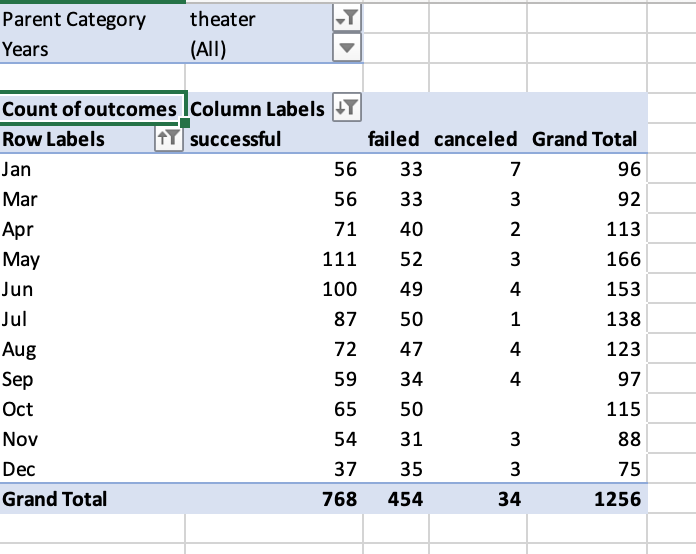 Parent Category theater
Years (All)
Count of outcomes Column Labels
Row Labels successful failed canceled Grand Total
Jan 56 33 7 96
Mar 56 33 3 92
Apr 71 40 2 113
May 111 52 3 166
Jun 100 49 4 153
Jul 87 50 1 138
Aug 72 47 4 123
Sep 59 34 4 97
Oct 65 50 115
Nov 54 31 3 88
Dec 37 35 3 75
Grand Total 768 454 34 1256